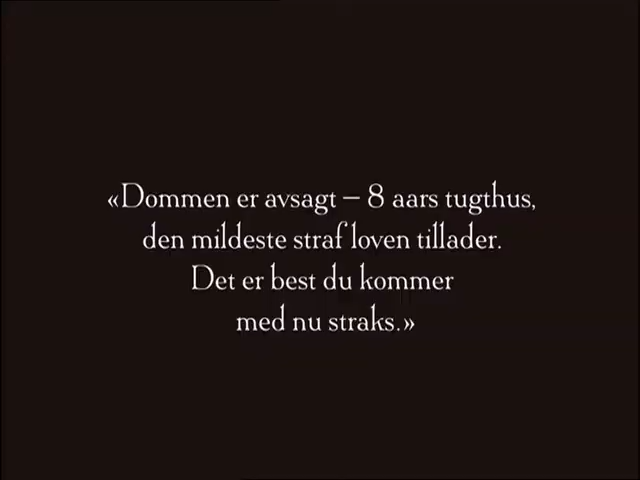 «Dommen er avsagt – 8 aars tugthus,
den mildeste straf loven tillader.
Det er best du kommer
med nu straks.»